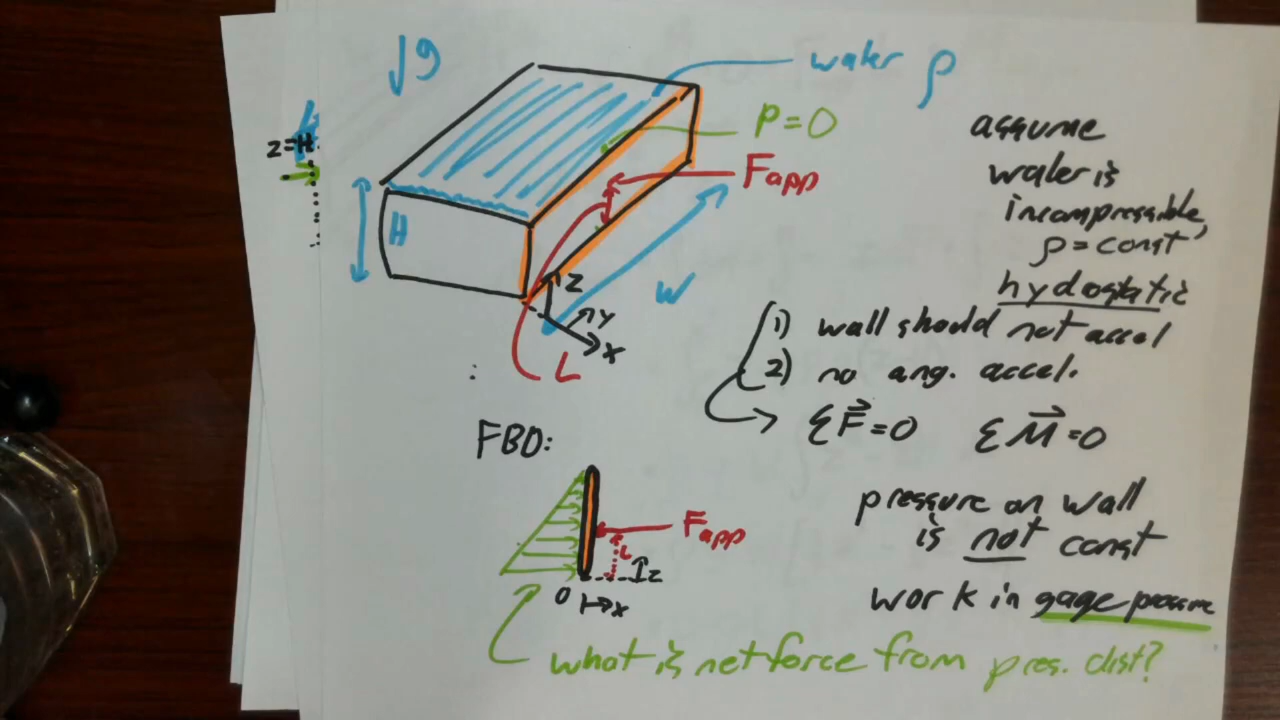 ↓g
water ρ
z=H
P=0
Fapp
H
W
z
y
x
L
assume
water is
incompressible,
ρ=const
hydostatic
1) wall should not accel
2) no ang. accel.
ΣF⃗=0 ΣM⃗=0
FBD:
Fapp
L
z
0
x
pressure on wall
is not const
work in gage pressure
what is net force from pres. dist?